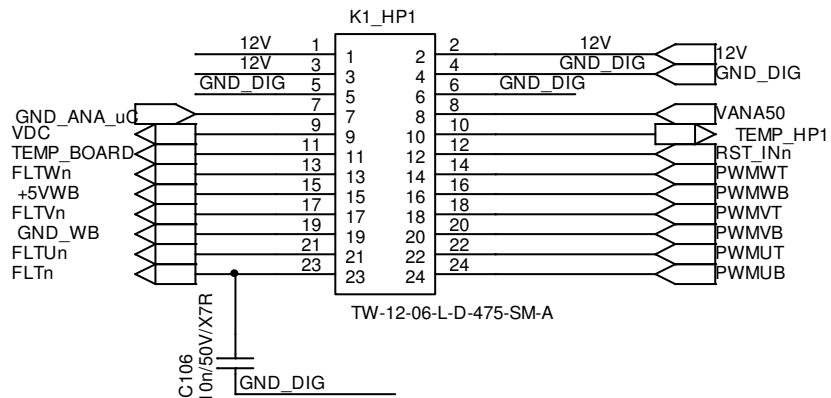 K1_HP1
12V 1 1 2 2 12V 12V
12V 3 3 4 4 GND_DIG GND_DIG
GND_DIG 5 5 6 6 GND_DIG
GND_ANA_uC 7 7 8 8 VANA50
VDC 9 9 10 10 TEMP_HP1
TEMP_BOARD 11 11 12 12 RST_INn
FLTWn 13 13 14 14 PWMWT
+5VWB 15 15 16 16 PWMWB
FLTVn 17 17 18 18 PWMVT
GND_WB 19 19 20 20 PWMVB
FLTUn 21 21 22 22 PWMUT
FLTn 23 23 24 24 PWMUB
TW-12-06-L-D-475-SM-A
C106
10n/50V/X7R
GND_DIG